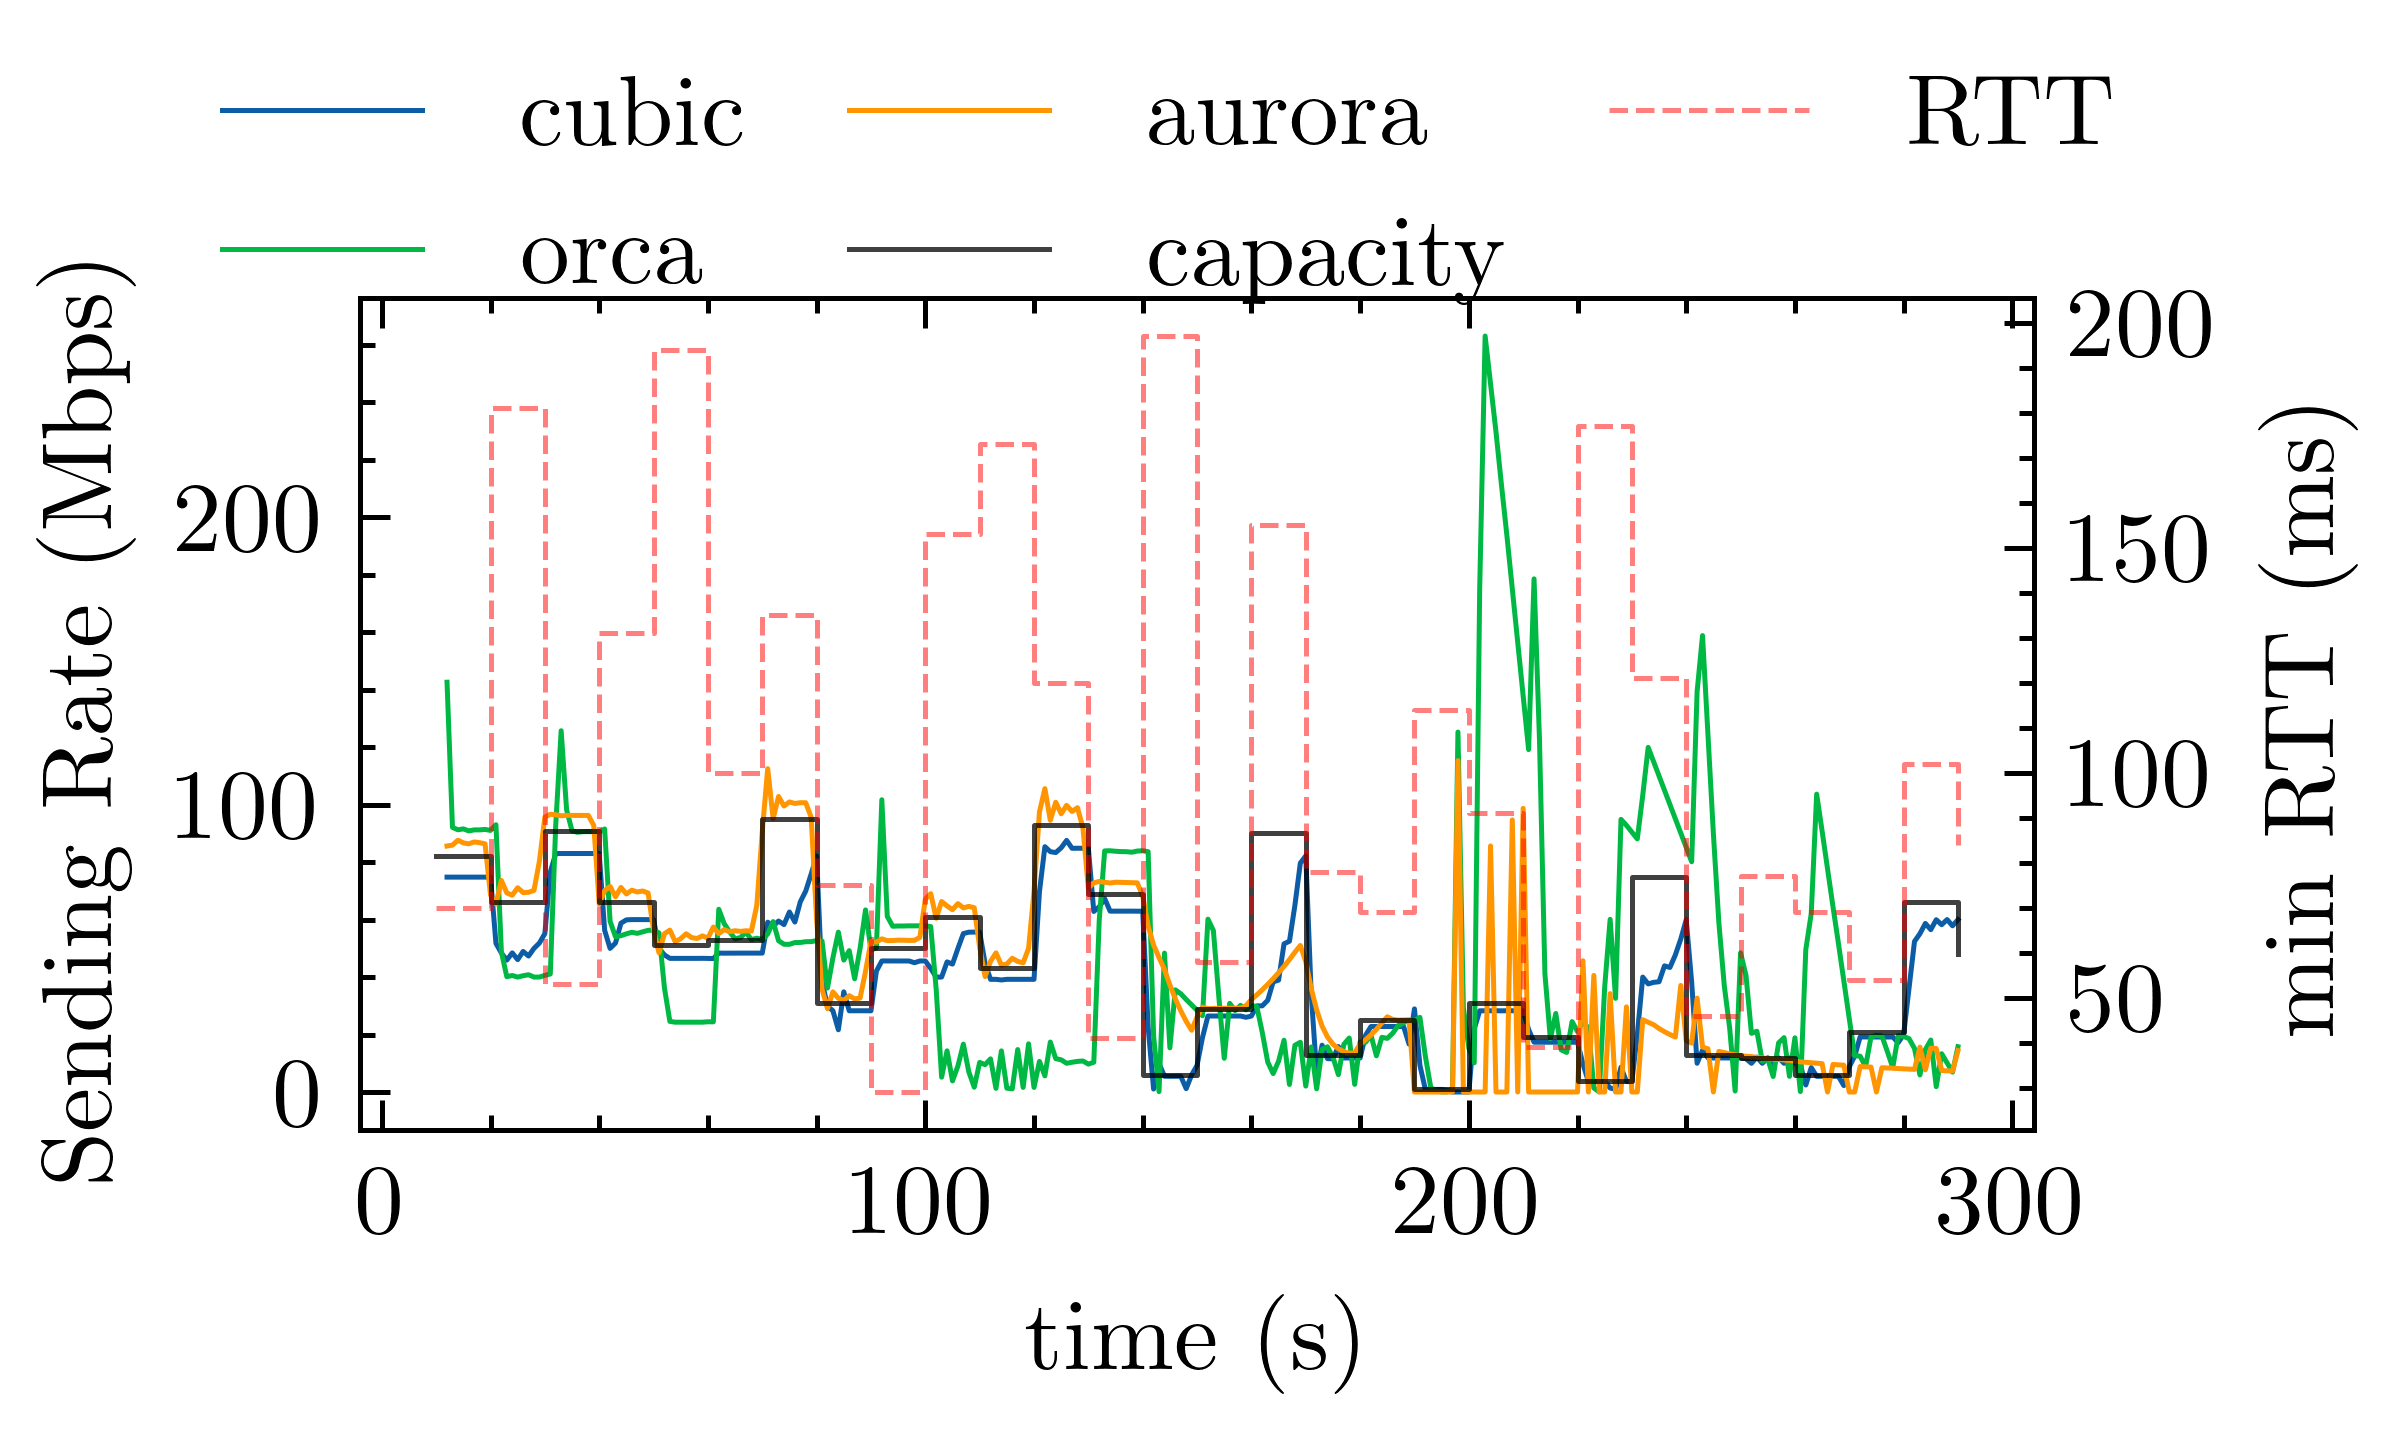 cubic
aurora
RTT
orca
capacity
Sending Rate (Mbps)
200
100
0
200
150
100
50
min RTT (ms)
0
100
200
300
time (s)